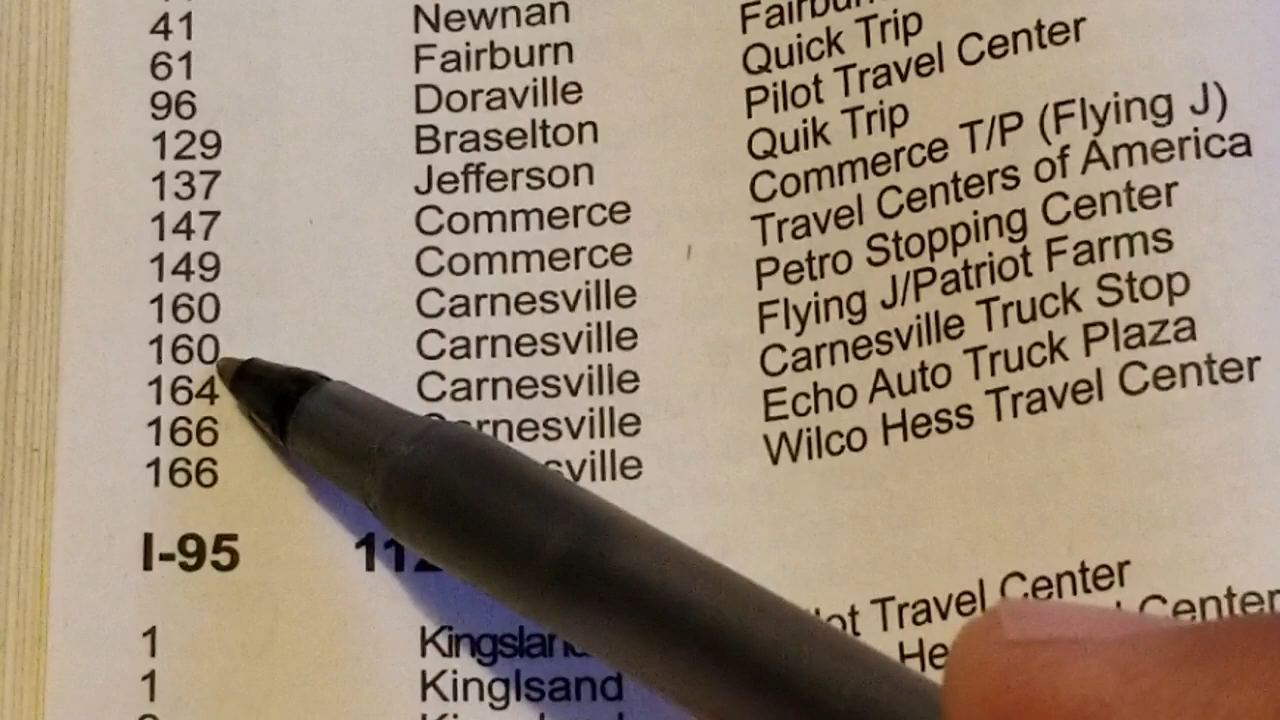 41 Newnan
61 Fairburn
96 Doraville Quick Trip
129 Braselton Pilot Travel Center
137 Jefferson Quik Trip
147 Commerce Commerce T/P (Flying J)
149 Commerce Travel Centers of America
160 Carnesville Petro Stopping Center
160 Carnesville Flying J/Patriot Farms
164 Carnesville Carnesville Truck Stop
166 Echo Auto Truck Plaza
166 Wilco Hess Travel Center
I-95
1 Travel Center
1 KingIsand Center